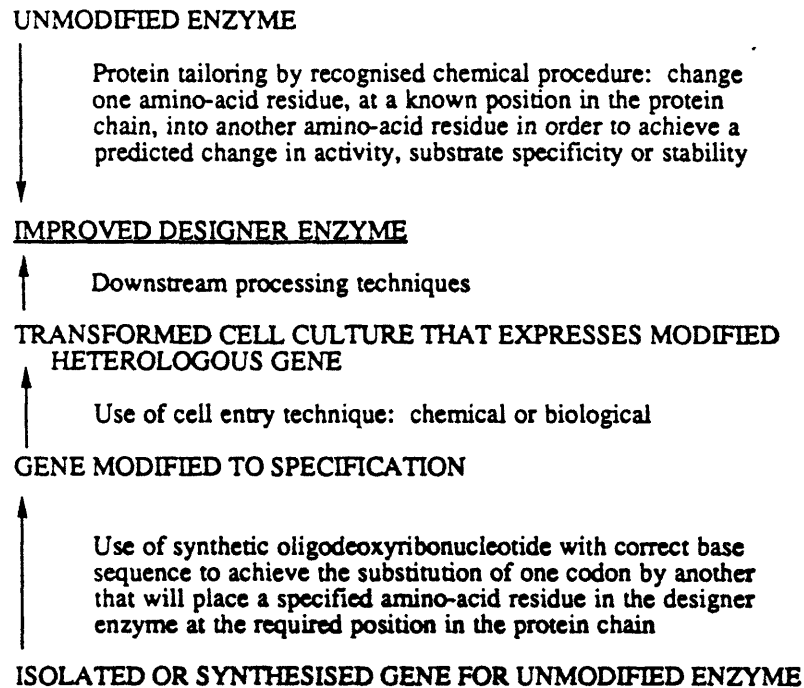 UNMODIFIED ENZYME
Protein tailoring by recognised chemical procedure: change
one amino-acid residue, at a known position in the protein
chain, into another amino-acid residue in order to achieve a
predicted change in activity, substrate specificity or stability
IMPROVED DESIGNER ENZYME
Downstream processing techniques
TRANSFORMED CELL CULTURE THAT EXPRESSES MODIFIED
HETEROLOGOUS GENE
Use of cell entry technique: chemical or biological
GENE MODIFIED TO SPECIFICATION
Use of synthetic oligodeoxyribonucleotide with correct base
sequence to achieve the substitution of one codon by another
that will place a specified amino-acid residue in the designer
enzyme at the required position in the protein chain
ISOLATED OR SYNTHESISED GENE FOR UNMODIFIED ENZYME